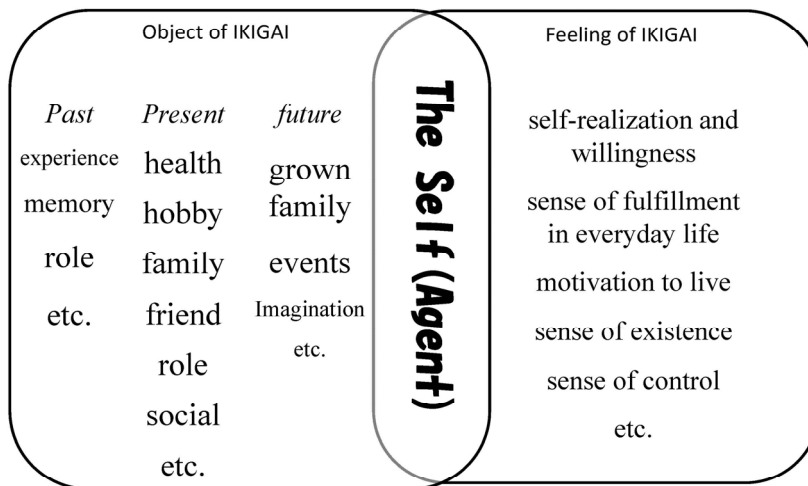 Object of IKIGAI
Past
experience
memory
role
etc.
Present
health
hobby
family
friend
role
social
etc.
future
grown
family
events
Imagination
etc.
The Self (Agent)
Feeling of IKIGAI
self-realization and
willingness
sense of fulfillment
in everyday life
motivation to live
sense of existence
sense of control
etc.